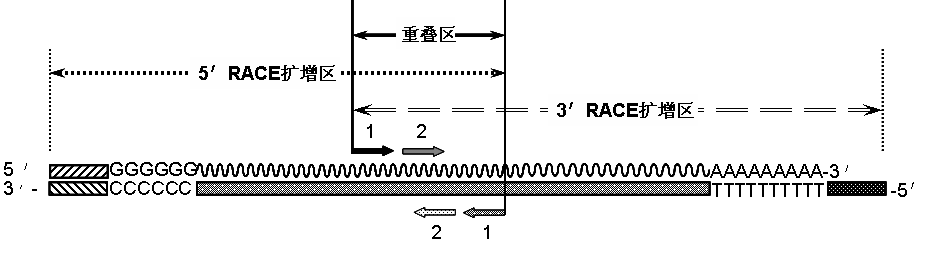 重叠区
5′ RACE扩增区
3′ RACE扩增区
1 2
5′ GGGGGG AAAAAAAAA-3′
3′- CCCCCC TTTTTTTTTT -5′
2 1